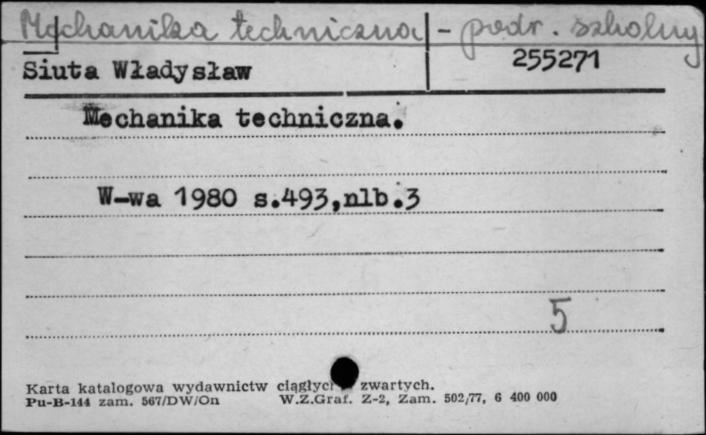 Mechanika techniczna - podr. szkolny
Siuta Władysław 255271
Mechanika techniczna.
W-wa 1980 s.493,nlb.3
5
Karta katalogowa wydawnictw ciągłych zwartych.
Pu-B-144 zam. 567/DW/On W.Z.Graf. Z-2, Zam. 502/77, 6 400 000